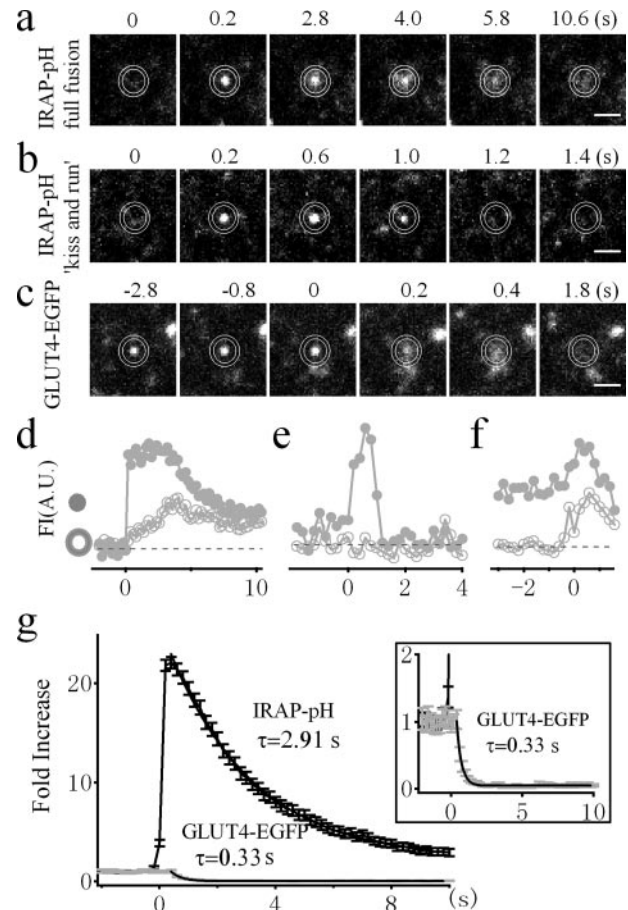 a
0 0.2 2.8 4.0 5.8 10.6 (s)
IRAP-pH
full fusion
b
0 0.2 0.6 1.0 1.2 1.4 (s)
IRAP-pH
'kiss and run'
c
-2.8 -0.8 0 0.2 0.4 1.8 (s)
GLUT4-EGFP
d e f
FI(A.U.)
0 10 0 2 4 -2 0
g
Fold Increase
20
10
0
IRAP-pH
τ=2.91 s
GLUT4-EGFP
τ=0.33 s
0 4 8 (s)
2
1
0
GLUT4-EGFP
τ=0.33 s
0 5 10